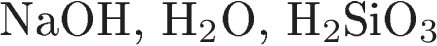 NaOH, H₂O, H₂SiO₃